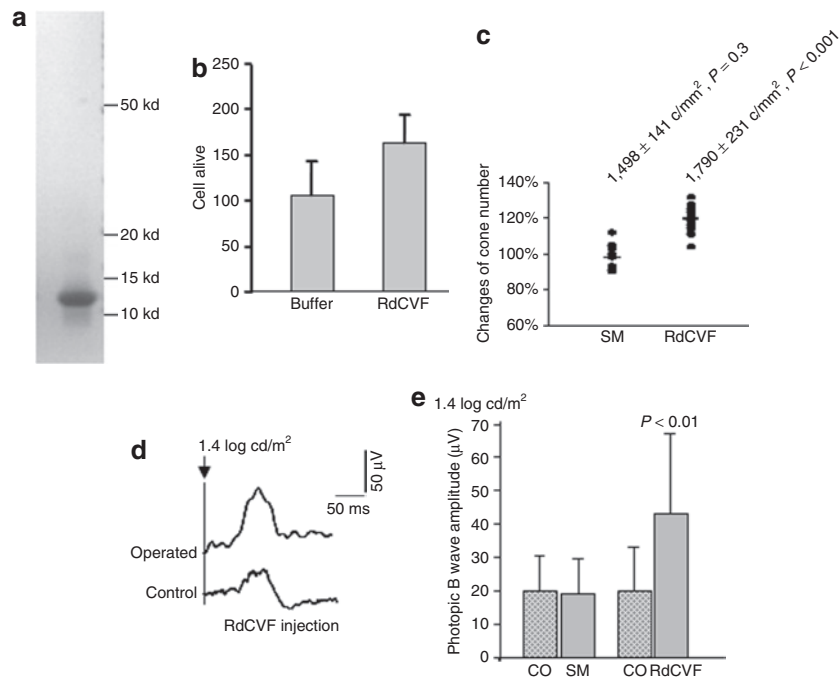 a
50 kd
20 kd
15 kd
10 kd
b
Cell alive
250
200
150
100
50
0
Buffer RdCVF
c
1,498 ± 141 c/mm², P = 0.3
1,790 ± 231 c/mm², P < 0.001
Changes of cone number
140%
120%
100%
80%
60%
SM RdCVF
d
1.4 log cd/m²
50 µV
50 ms
Operated
Control
RdCVF injection
e
1.4 log cd/m²
P < 0.01
Photopic B wave amplitude (µV)
70
60
50
40
30
20
10
0
CO SM CO RdCVF